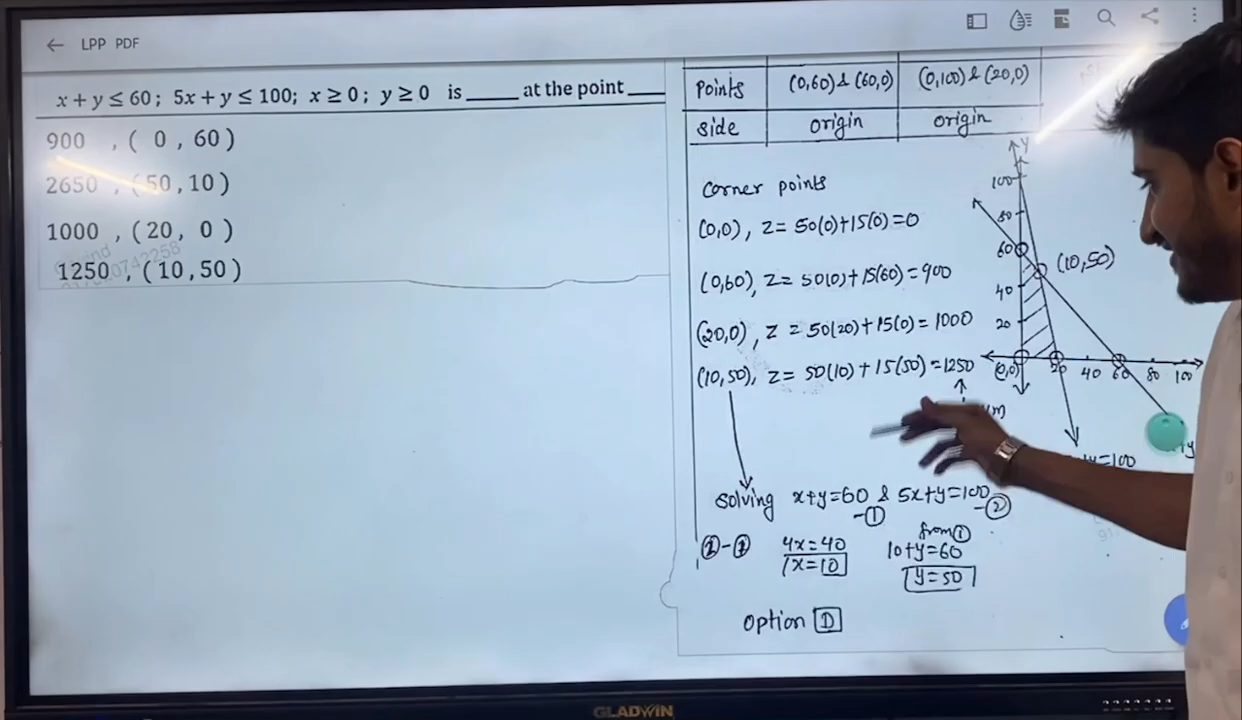 ← LPP PDF
x + y ≤ 60 ; 5x + y ≤ 100; x ≥ 0 ; y ≥ 0 is ____ at the point ____
900 , ( 0 , 60 )
2650 , ( 50 , 10 )
1000 , ( 20 , 0 )
1250 , ( 10 , 50 )
Points (0,60) & (60,0) (0,100) & (20,0)
side origin origin
Corner points
(0,0), Z = 50(0)+15(0)=0
(0,60), Z= 50(0)+15(60)=900
(20,0), Z = 50(20)+15(0)= 1000
(10,50), Z= 50(10)+15(50)=1250
Y
100
80
60
(10,50)
40
20
(0,0) 20 40 60 80 100
y=100
Solving x+y=60 & 5x+y=100
-① -②
②-① 4x=40 from①
x=10 10+y=60
y=50
Option D
GLADWIN